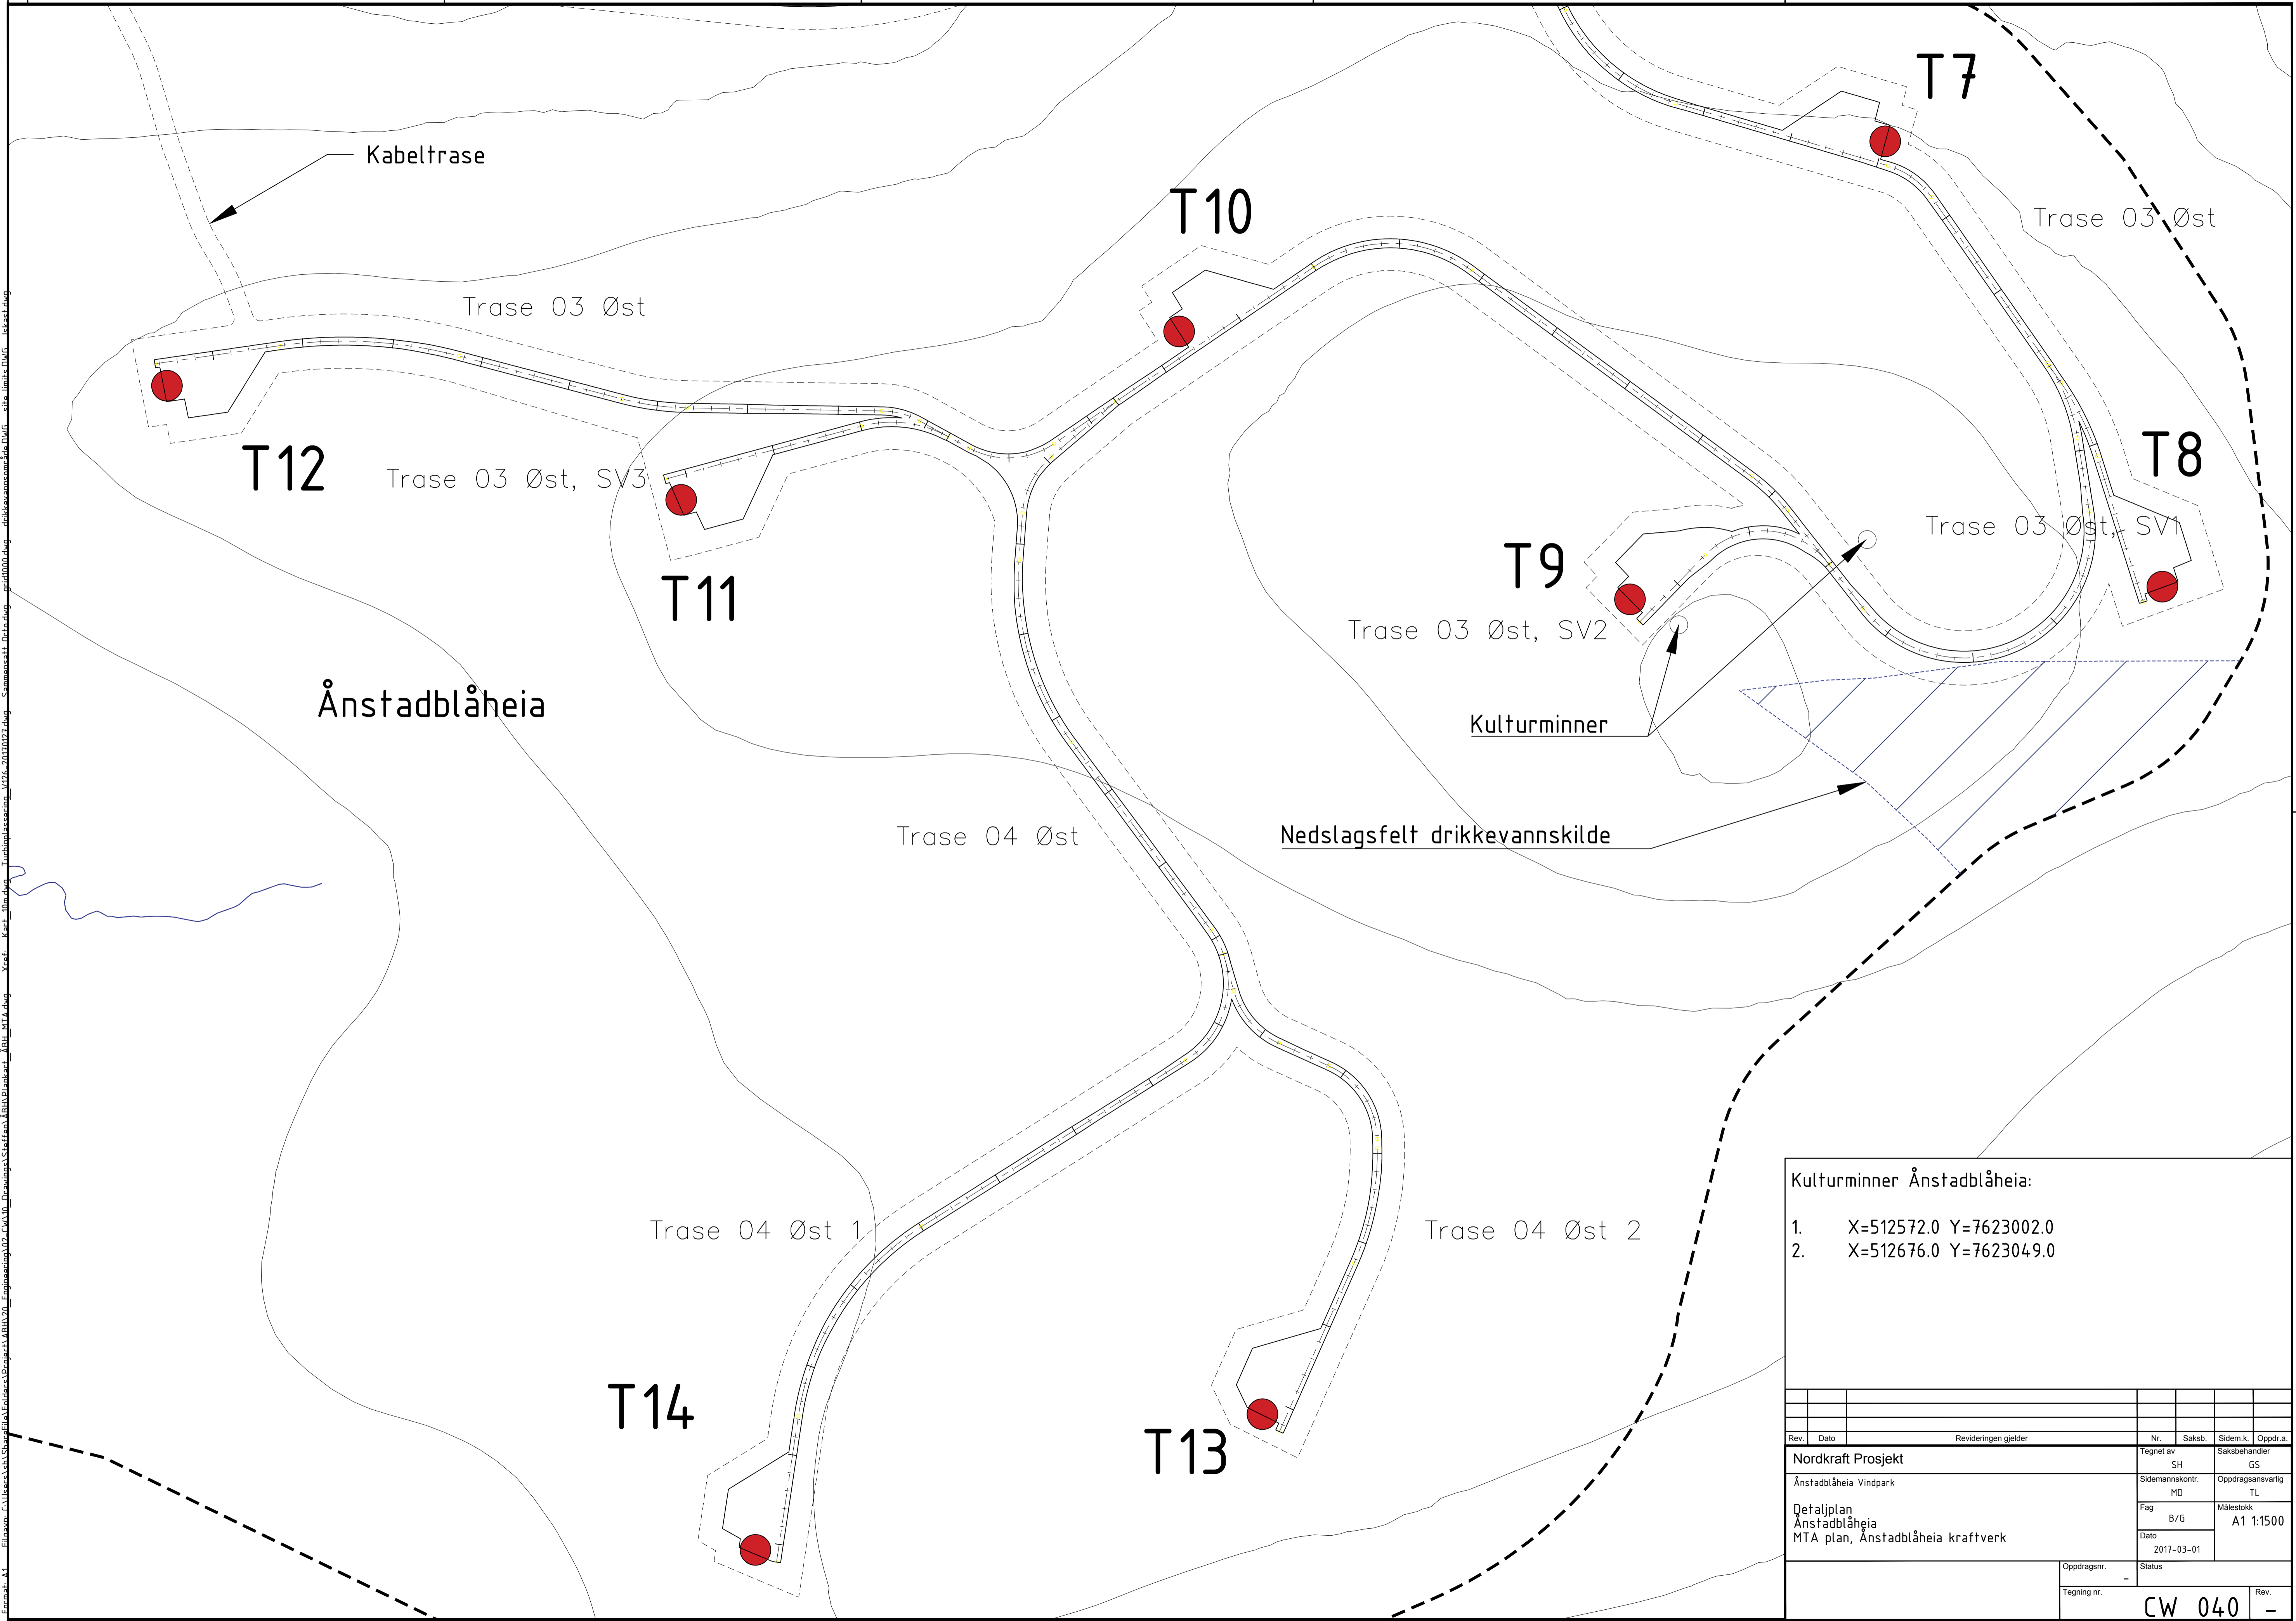 T7
Kabeltrase
T10
Trase 03 Øst
Trase 03 Øst
T12
Trase 03 Øst, SV3
T8
Trase 03 Øst, SV1
T9
T11
Trase 03 Øst, SV2
Ånstadblåheia
Kulturminner
Trase 04 Øst
Nedslagsfelt drikkevannskilde
Trase 04 Øst 1
Trase 04 Øst 2
T14
T13
Kulturminner Ånstadblåheia:
1. X=512572.0 Y=7623002.0
2. X=512676.0 Y=7623049.0
Rev. Dato Revideringen gjelder Nr. Saksb. Sidem.k. Oppdr.a.
Nordkraft Prosjekt
Ånstadblåheia Vindpark
Detaljplan
Ånstadblåheia
MTA plan, Ånstadblåheia kraftverk
Tegnet av
SH
Saksbehandler
GS
Sidemannskontr.
MD
Oppdragsansvarlig
TL
Fag
B/G
Målestokk
A1 1:1500
Dato
2017-03-01
Oppdragsnr.
-
Status
Tegning nr.
CW 040
Rev.
-
Format: A1